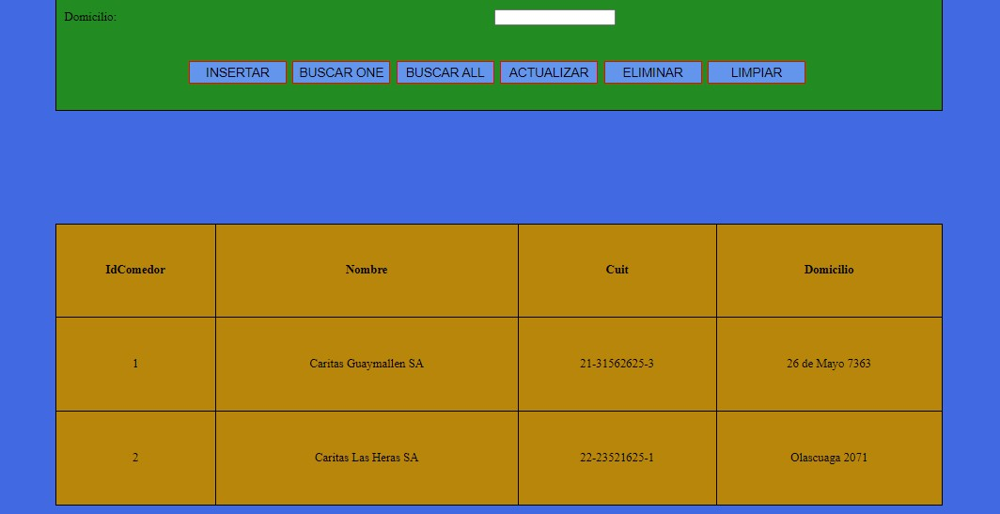 Domicilio:
INSERTAR BUSCAR ONE BUSCAR ALL ACTUALIZAR ELIMINAR LIMPIAR
IdComedor Nombre Cuit Domicilio
1 Caritas Guaymallen SA 21-31562625-3 26 de Mayo 7363
2 Caritas Las Heras SA 22-23521625-1 Olascuaga 2071